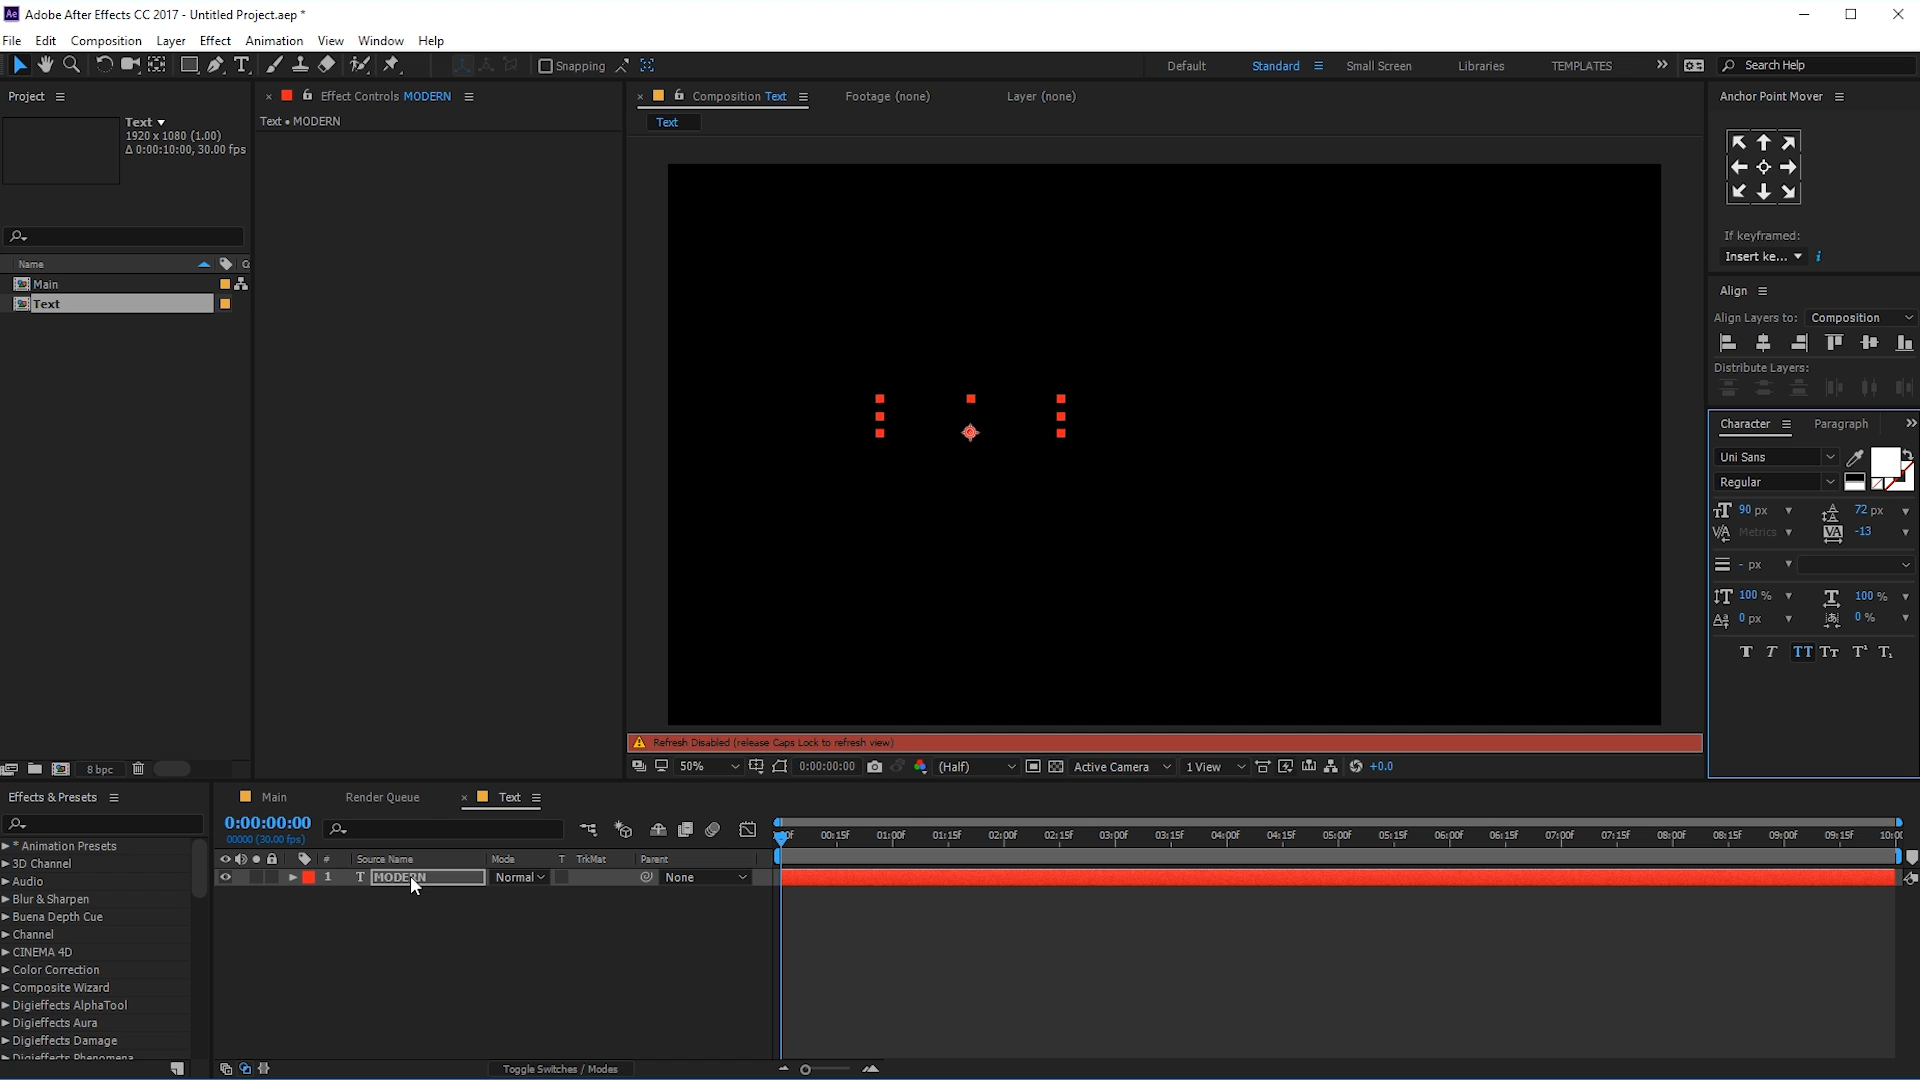 Ae Adobe After Effects CC 2017 - Untitled Project.aep *
File Edit Composition Layer Effect Animation View Window Help
Snapping Default Standard Small Screen Libraries TEMPLATES Search Help
Project
Text
1920 x 1080 (1.00)
Δ 0:00:10:00, 30.00 fps
Name
Main
Text
8 bpc
Effect Controls MODERN
Text • MODERN
Composition Text Footage (none) Layer (none)
Text
Refresh Disabled (release Caps Lock to refresh view)
50% 0:00:00:00 (Half) Active Camera 1 View +0.0
Anchor Point Mover
If keyframed:
Insert ke...
Align
Align Layers to: Composition
Distribute Layers:
Character Paragraph
Uni Sans
Regular
90 px 72 px
Metrics -13
- px
100 % 100 %
0 px 0 %
Effects & Presets
* Animation Presets
3D Channel
Audio
Blur & Sharpen
Buena Depth Cue
Channel
CINEMA 4D
Color Correction
Composite Wizard
Digieffects AlphaTool
Digieffects Aura
Digieffects Damage
Digieffects Phenomena
Main Render Queue Text
0:00:00:00
00000 (30.00 fps)
# Source Name Mode T TrkMat Parent
1 T MODERN Normal None
00:15f 01:00f 01:15f 02:00f 02:15f 03:00f 03:15f 04:00f 04:15f 05:00f 05:15f 06:00f 06:15f 07:00f 07:15f 08:00f 08:15f 09:00f 09:15f 10:00
Toggle Switches / Modes